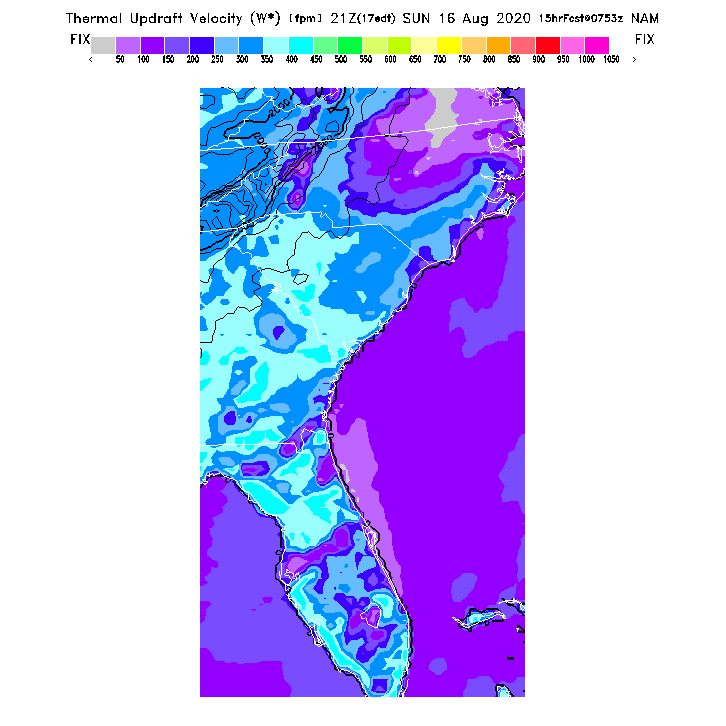 Thermal Updraft Velocity (W*) [fpm] 21Z(17edt) SUN 16 Aug 2020 15hrFcst@0753z NAM
FIX FIX
< 50 100 150 200 250 300 350 400 450 500 550 600 650 700 750 800 850 900 950 1000 1050 >
2000